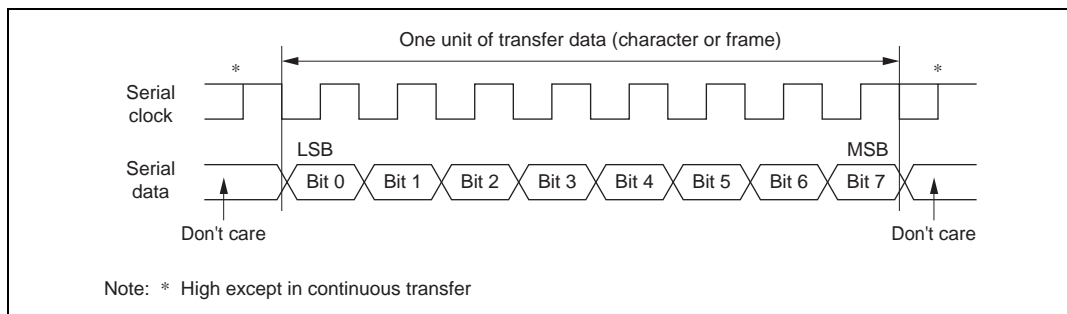 One unit of transfer data (character or frame)
*
*
Serial
clock
LSB
MSB
Serial
data
Bit 0
Bit 1
Bit 2
Bit 3
Bit 4
Bit 5
Bit 6
Bit 7
Don't care
Don't care
Note: * High except in continuous transfer